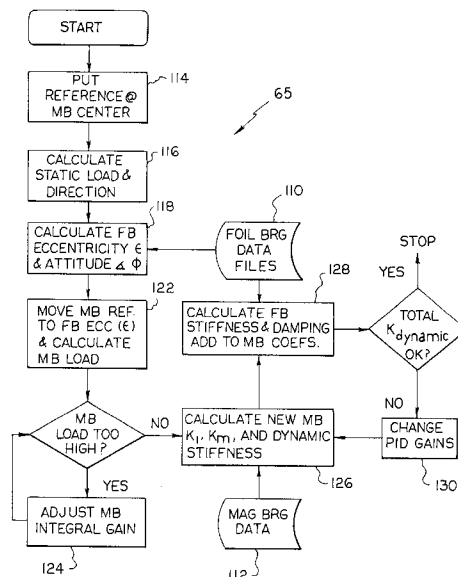 START
PUT
REFERENCE @
MB CENTER
114
65
CALCULATE
STATIC LOAD &
DIRECTION
116
118
CALCULATE FB
ECCENTRICITY ϵ
& ATTITUDE ∡ ϕ
110
FOIL BRG
DATA
FILES
122
MOVE MB REF.
TO FB ECC (ϵ)
& CALCULATE
MB LOAD
128
CALCULATE FB
STIFFNESS & DAMPING
ADD TO MB COEFS.
STOP
YES
TOTAL
Kdynamic
OK?
NO
CHANGE
PID GAINS
130
MB
LOAD TOO
HIGH?
NO
YES
CALCULATE NEW MB
KI, Km, AND DYNAMIC
STIFFNESS
126
ADJUST MB
INTEGRAL GAIN
124
MAG BRG
DATA
112